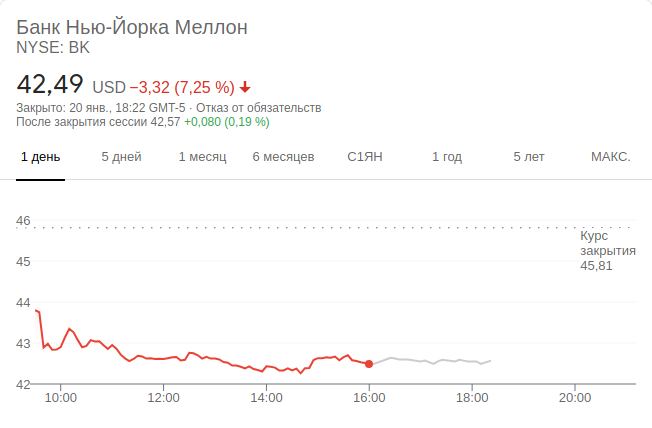 Банк Нью-Йорка Меллон
NYSE: BK
42,49 USD −3,32 (7,25 %)
Закрыто: 20 янв., 18:22 GMT-5 · Отказ от обязательств
После закрытия сессии 42,57 +0,080 (0,19 %)
1 день 5 дней 1 месяц 6 месяцев С1ЯН 1 год 5 лет МАКС.
46
Курс
закрытия
45,81
45
44
43
42
10:00 12:00 14:00 16:00 18:00 20:00